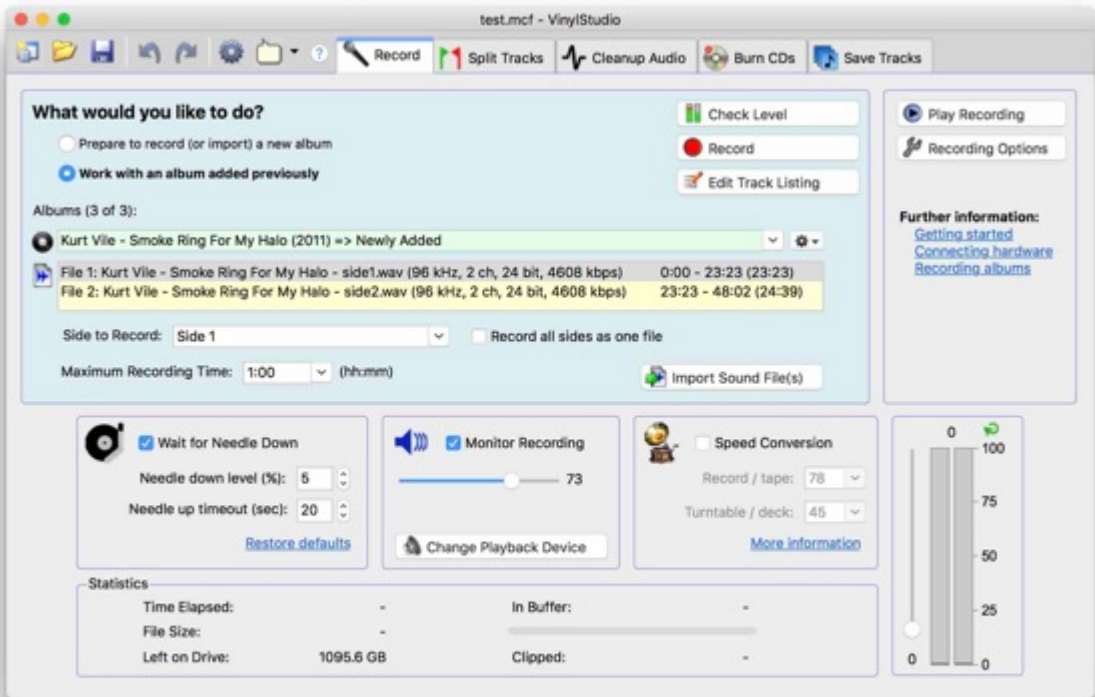 test.mcf - VinylStudio
Record
Split Tracks
Cleanup Audio
Burn CDs
Save Tracks
What would you like to do?
Prepare to record (or import) a new album
Work with an album added previously
Check Level
Record
Edit Track Listing
Albums (3 of 3):
Kurt Vile - Smoke Ring For My Halo (2011) => Newly Added
File 1: Kurt Vile - Smoke Ring For My Halo - side1.wav (96 kHz, 2 ch, 24 bit, 4608 kbps) 0:00 - 23:23 (23:23)
File 2: Kurt Vile - Smoke Ring For My Halo - side2.wav (96 kHz, 2 ch, 24 bit, 4608 kbps) 23:23 - 48:02 (24:39)
Side to Record: Side 1
Record all sides as one file
Maximum Recording Time: 1:00 (hh:mm)
Import Sound File(s)
Play Recording
Recording Options
Further information:
Getting started
Connecting hardware
Recording albums
Wait for Needle Down
Needle down level (%): 5
Needle up timeout (sec): 20
Restore defaults
Monitor Recording
73
Change Playback Device
Speed Conversion
Record / tape: 78
Turntable / deck: 45
More information
0
100
75
50
25
0
0
Statistics
Time Elapsed: -
In Buffer: -
File Size: -
Left on Drive: 1095.6 GB
Clipped: -